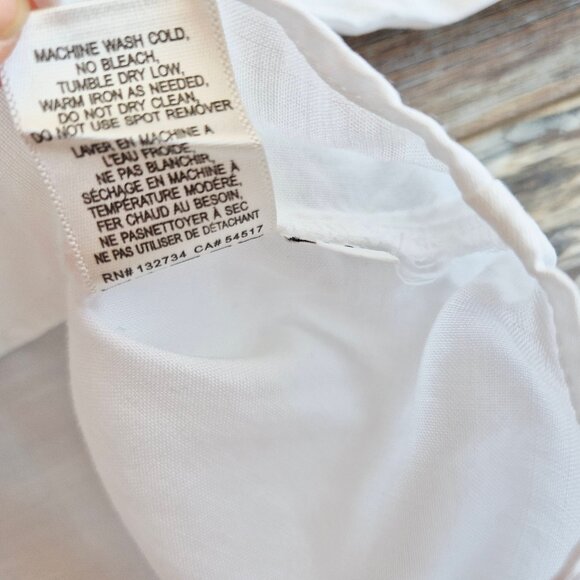 MACHINE WASH COLD,
NO BLEACH,
TUMBLE DRY LOW,
WARM IRON AS NEEDED,
DO NOT DRY CLEAN,
DO NOT USE SPOT REMOVER
LAVER EN MACHINE A
L'EAU FROIDE,
NE PAS BLANCHIR,
SÉCHAGE EN MACHINE À
TEMPÉRATURE MODÉRÉ,
FER CHAUD AU BESOIN,
NE PASNETTOYER À SEC
NE PAS UTILISER DE DÉTACHANT
RN# 132734 CA# 54517